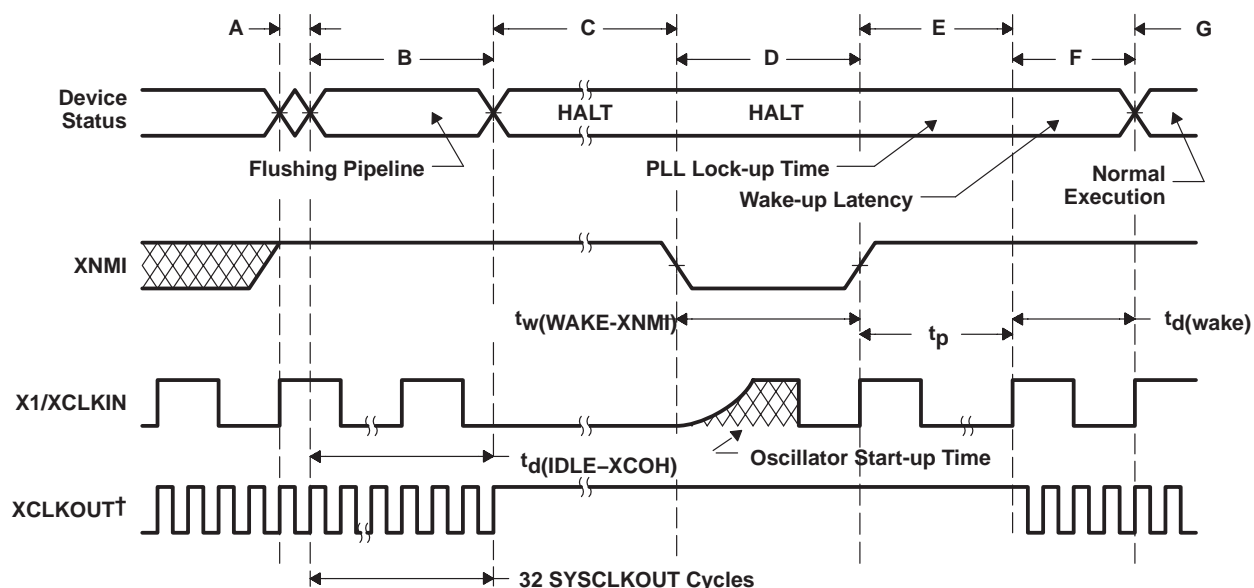 A
B
C
D
E
F
G
Device
Status
HALT
HALT
Flushing Pipeline
PLL Lock-up Time
Wake-up Latency
Normal
Execution
XNMI
tw(WAKE-XNMI)
tp
td(wake)
X1/XCLKIN
td(IDLE–XCOH)
Oscillator Start-up Time
XCLKOUT†
32 SYSCLKOUT Cycles